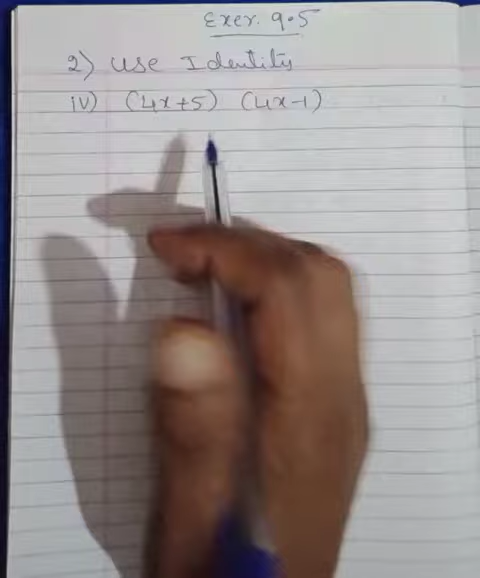 Exer. 9.5
2) Use Identity
iv) (4x+5) (4x-1)